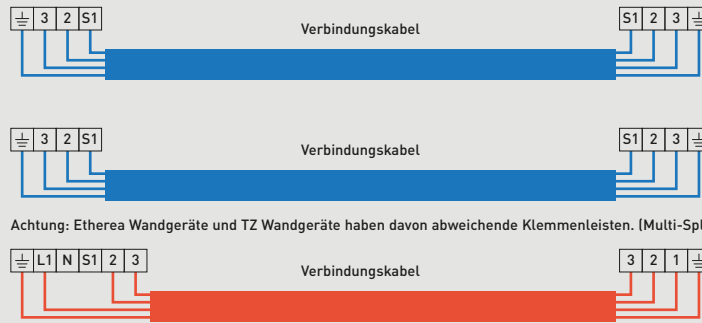 3 2 S1 Verbindungskabel S1 2 3
3 2 S1 Verbindungskabel S1 2 3
Achtung: Etherea Wandgeräte und TZ Wandgeräte haben davon abweichende Klemmenleisten. (Multi-Spl
L1 N S1 2 3 Verbindungskabel 3 2 1